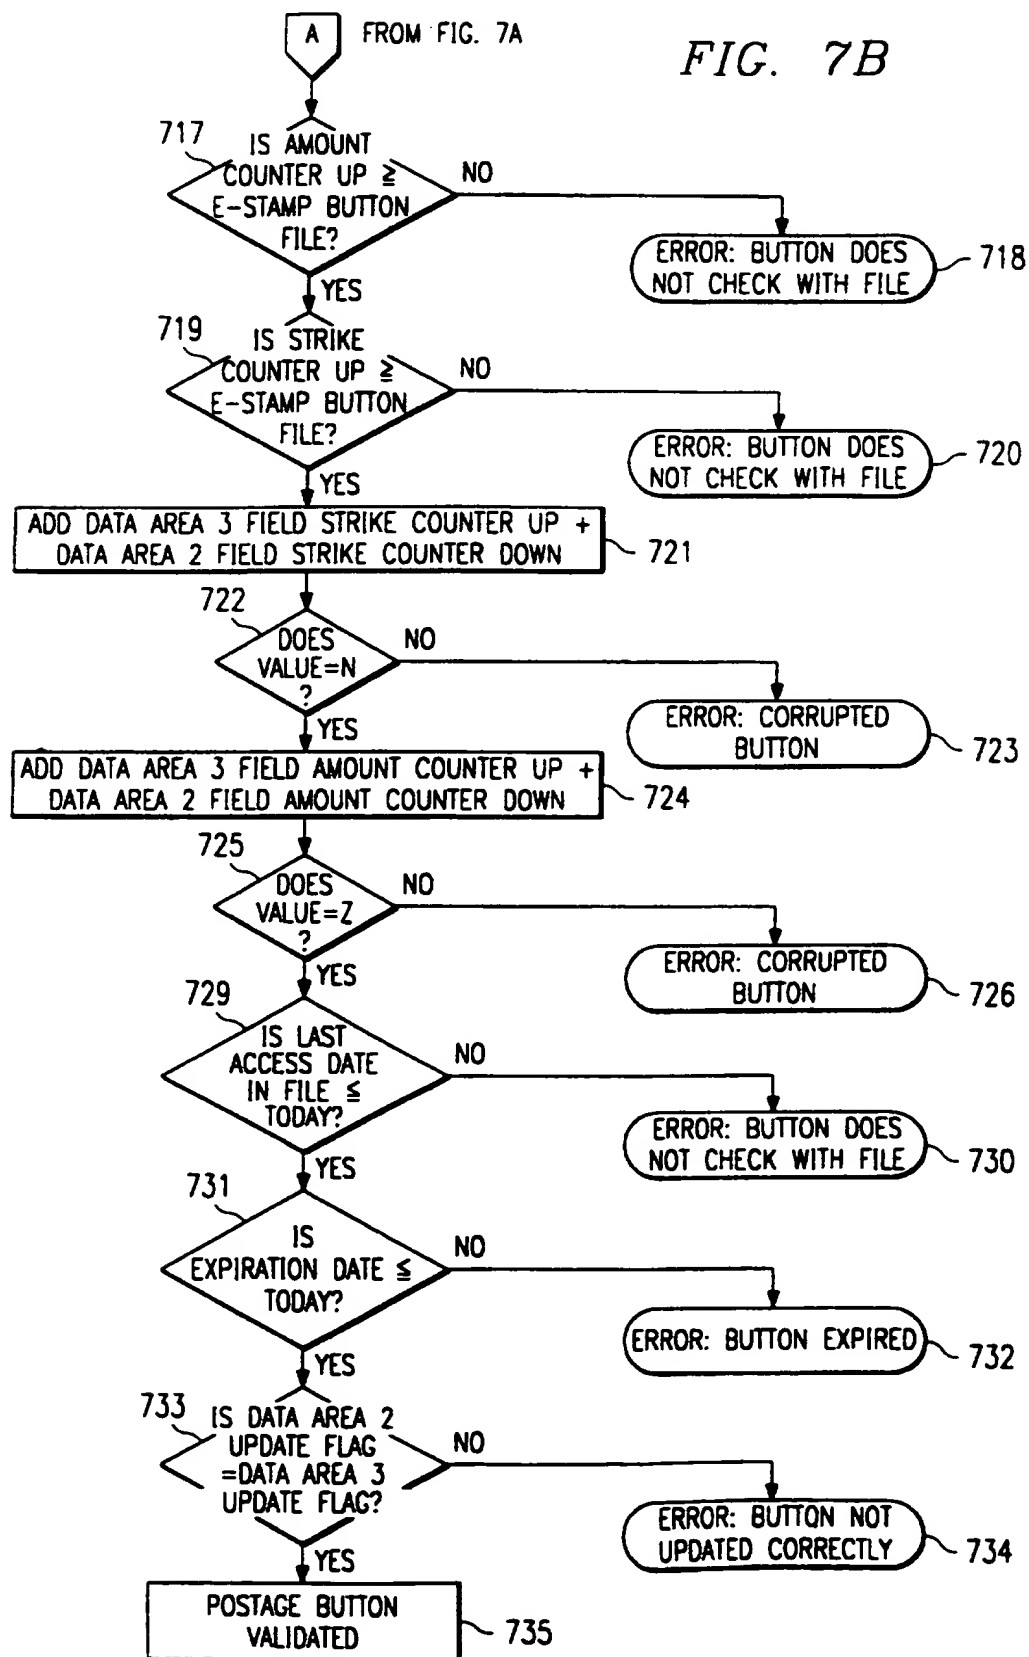 A FROM FIG. 7A
FIG. 7B
717
IS AMOUNT
COUNTER UP ≧
E-STAMP BUTTON
FILE?
NO
ERROR: BUTTON DOES
NOT CHECK WITH FILE
718
YES
719
IS STRIKE
COUNTER UP ≧
E-STAMP BUTTON
FILE?
NO
ERROR: BUTTON DOES
NOT CHECK WITH FILE
720
YES
ADD DATA AREA 3 FIELD STRIKE COUNTER UP +
DATA AREA 2 FIELD STRIKE COUNTER DOWN
721
722
DOES
VALUE=N
?
NO
ERROR: CORRUPTED
BUTTON
723
YES
ADD DATA AREA 3 FIELD AMOUNT COUNTER UP +
DATA AREA 2 FIELD AMOUNT COUNTER DOWN
724
725
DOES
VALUE=Z
?
NO
ERROR: CORRUPTED
BUTTON
726
YES
729
IS LAST
ACCESS DATE
IN FILE ≦
TODAY?
NO
ERROR: BUTTON DOES
NOT CHECK WITH FILE
730
YES
731
IS
EXPIRATION DATE ≦
TODAY?
NO
ERROR: BUTTON EXPIRED
732
YES
733
IS DATA AREA 2
UPDATE FLAG
=DATA AREA 3
UPDATE FLAG?
NO
ERROR: BUTTON NOT
UPDATED CORRECTLY
734
YES
POSTAGE BUTTON
VALIDATED
735